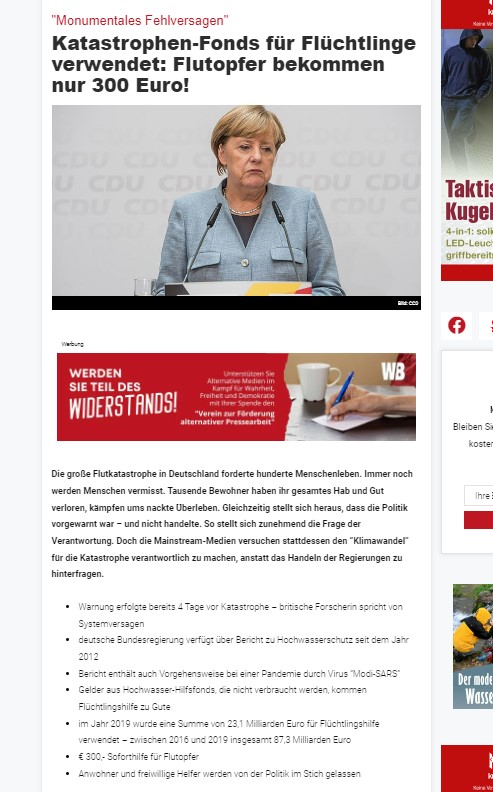 "Monumentales Fehlversagen"
Katastrophen-Fonds für Flüchtlinge
verwendet: Flutopfer bekommen
nur 300 Euro!
CDU CDU CDU
CDU CDU
Bild: CC0
Werbung
WERDEN
SIE TEIL DES
WIDERSTANDS!
Unterstützen Sie
Alternative Medien im
Kampf für Wahrheit,
Freiheit und Demokratie
mit Ihrer Spende den
"Verein zur Förderung
alternativer Pressearbeit"
WB
Die große Flutkatastrophe in Deutschland forderte hunderte Menschenleben. Immer noch
werden Menschen vermisst. Tausende Bewohner haben ihr gesamtes Hab und Gut
verloren, kämpfen ums nackte Überleben. Gleichzeitig stellt sich heraus, dass die Politik
vorgewarnt war – und nicht handelte. So stellt sich zunehmend die Frage der
Verantwortung. Doch die Mainstream-Medien versuchen stattdessen den "Klimawandel"
für die Katastrophe verantwortlich zu machen, anstatt das Handeln der Regierungen zu
hinterfragen.
Warnung erfolgte bereits 4 Tage vor Katastrophe – britische Forscherin spricht von
Systemversagen
deutsche Bundesregierung verfügt über Bericht zu Hochwasserschutz seit dem Jahr
2012
Bericht enthält auch Vorgehensweise bei einer Pandemie durch Virus "Modi-SARS"
Gelder aus Hochwasser-Hilfsfonds, die nicht verbraucht werden, kommen
Flüchtlingshilfe zu Gute
im Jahr 2019 wurde eine Summe von 23,1 Milliarden Euro für Flüchtlingshilfe
verwendet – zwischen 2016 und 2019 insgesamt 87,3 Milliarden Euro
€ 300,- Soforthilfe für Flutopfer
Anwohner und freiwillige Helfer werden von der Politik im Stich gelassen
Taktis
Kugel
4-in-1: soli
LED-Leuch
griffbereit
Bleiben Sie
koster
Ihre E
Der mode
Wasse